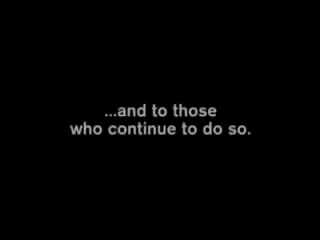 ...and to those
who continue to do so.